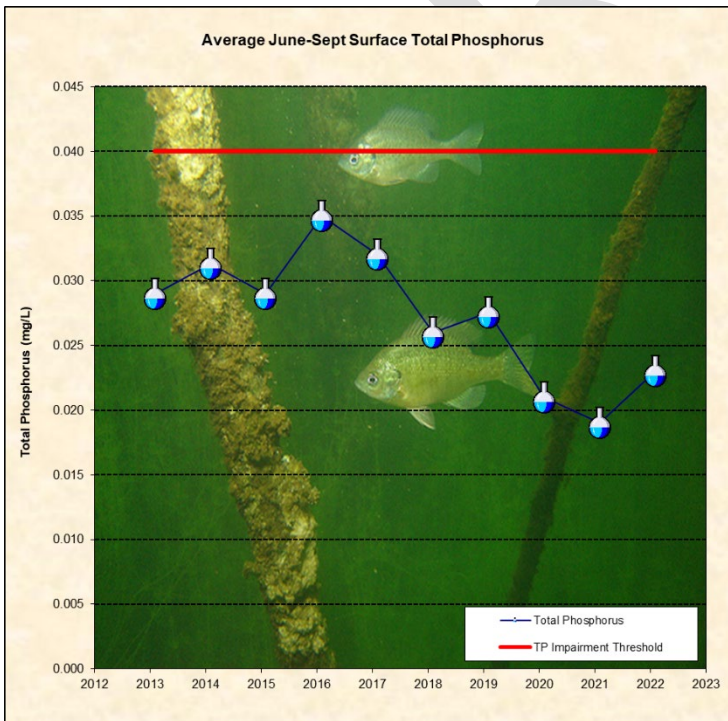 Average June-Sept Surface Total Phosphorus
Total Phosphorus (mg/L)
0.045
0.040
0.035
0.030
0.025
0.020
0.015
0.010
0.005
0.000
2012 2013 2014 2015 2016 2017 2018 2019 2020 2021 2022 2023
Total Phosphorus
TP Impairment Threshold